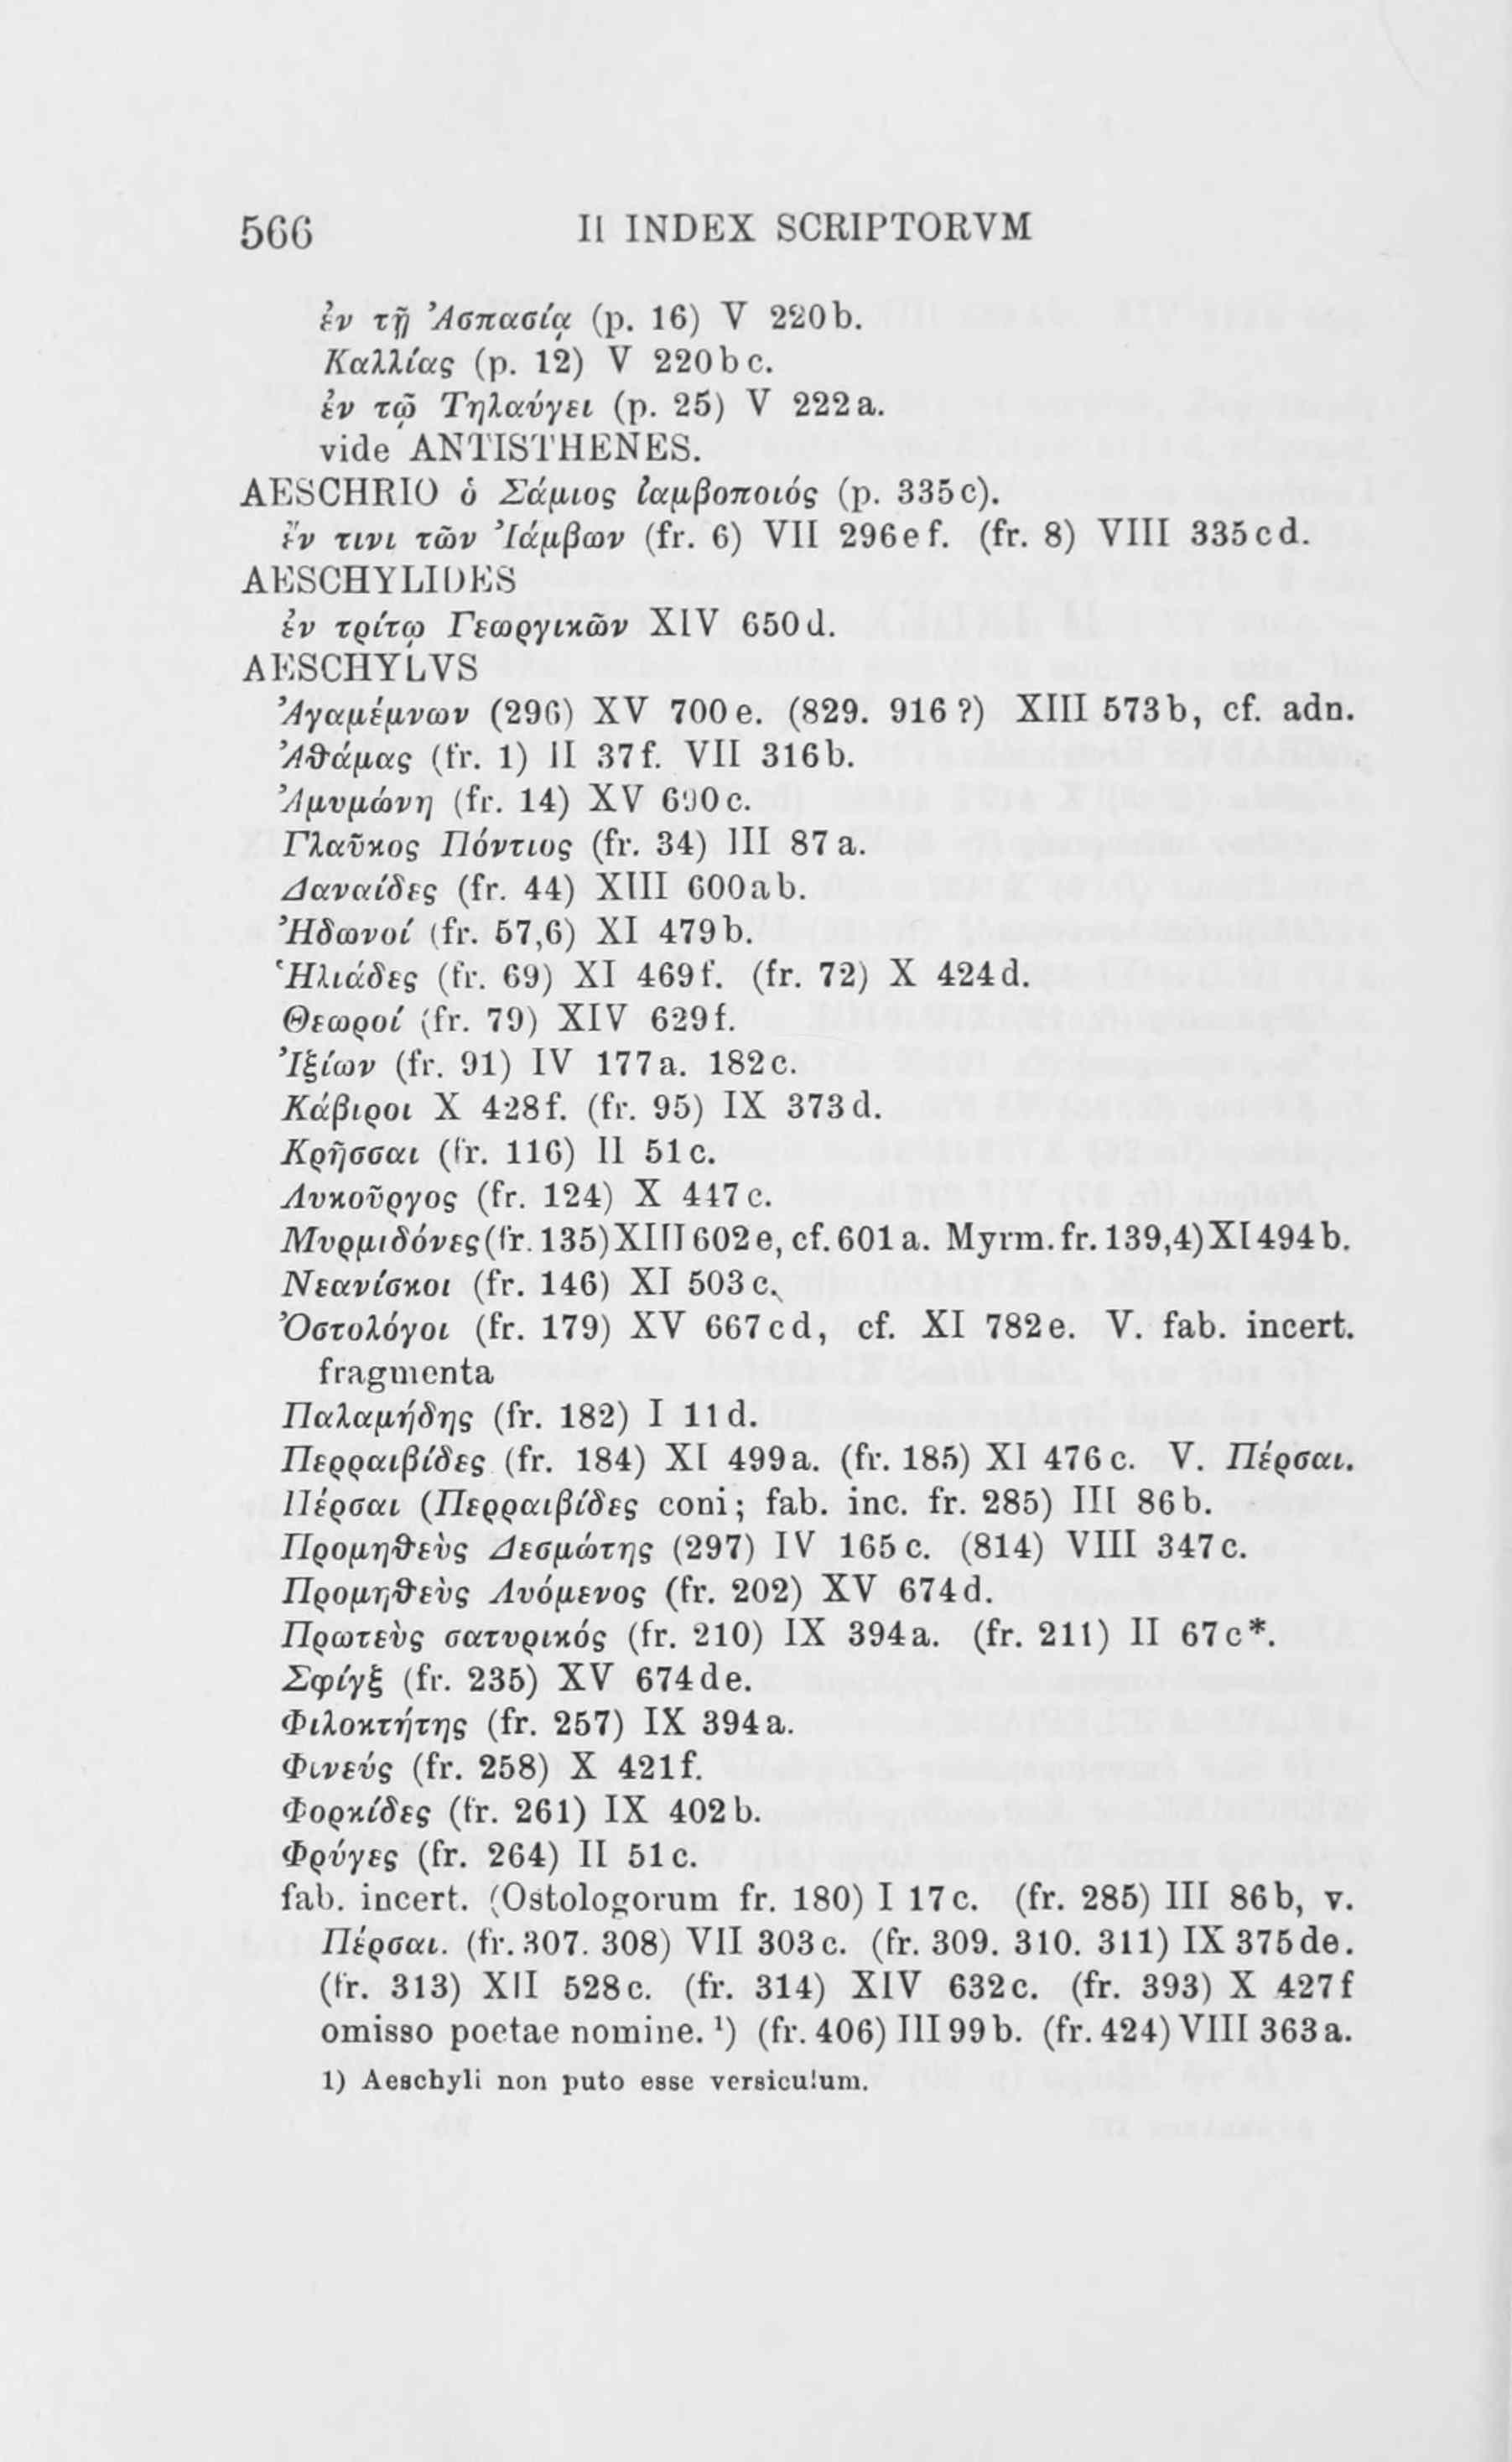 566 II INDEX SCRIPTORVM
ἐν τῇ Ἀσπασίᾳ (p. 16) V 220b.
Καλλίας (p. 12) V 220bc.
ἐν τῷ Τηλαύγει (p. 25) V 222a.
vide ANTISTHENES.
AESCHRIO ὁ Σάμιος ἰαμβοποιός (p. 335c).
ἔν τινι τῶν Ἰάμβων (fr. 6) VII 296ef. (fr. 8) VIII 335cd.
AESCHYLIDES
ἐν τρίτῳ Γεωργικῶν XIV 650d.
AESCHYLVS
Ἀγαμέμνων (296) XV 700e. (829. 916?) XIII 573b, cf. adn.
Ἀθάμας (fr. 1) II 37f. VII 316b.
Ἀμυμώνη (fr. 14) XV 690c.
Γλαῦκος Πόντιος (fr. 34) III 87a.
Δαναίδες (fr. 44) XIII 600ab.
Ἠδωνοί (fr. 57,6) XI 479b.
Ἡλιάδες (fr. 69) XI 469f. (fr. 72) X 424d.
Θεωροί (fr. 79) XIV 629f.
Ἰξίων (fr. 91) IV 177a. 182c.
Κάβιροι X 428f. (fr. 95) IX 373d.
Κρῆσσαι (fr. 116) II 51c.
Λυκοῦργος (fr. 124) X 447c.
Μυρμιδόνες (fr. 135) XIII 602e, cf. 601a. Myrm. fr. 139,4) XI 494b.
Νεανίσκοι (fr. 146) XI 503c.
Ὀστολόγοι (fr. 179) XV 667cd, cf. XI 782e. V. fab. incert.
fragmenta
Παλαμήδης (fr. 182) I 11d.
Περραιβίδες (fr. 184) XI 499a. (fr. 185) XI 476c. V. Πέρσαι.
Πέρσαι (Περραιβίδες coni; fab. inc. fr. 285) III 86b.
Προμηθεὺς Δεσμώτης (297) IV 165c. (814) VIII 347c.
Προμηθεὺς Λυόμενος (fr. 202) XV 674d.
Πρωτεὺς σατυρικός (fr. 210) IX 394a. (fr. 211) II 67c*.
Σφίγξ (fr. 235) XV 674de.
Φιλοκτήτης (fr. 257) IX 394a.
Φινεύς (fr. 258) X 421f.
Φορκίδες (fr. 261) IX 402b.
Φρύγες (fr. 264) II 51c.
fab. incert. (Ostologorum fr. 180) I 17c. (fr. 285) III 86b, v.
Πέρσαι. (fr. 307. 308) VII 303c. (fr. 309. 310. 311) IX 375de.
(fr. 313) XII 528c. (fr. 314) XIV 632c. (fr. 393) X 427f
omisso poetae nomine. ¹) (fr. 406) III 99b. (fr. 424) VIII 363a.
1) Aeschyli non puto esse versiculum.